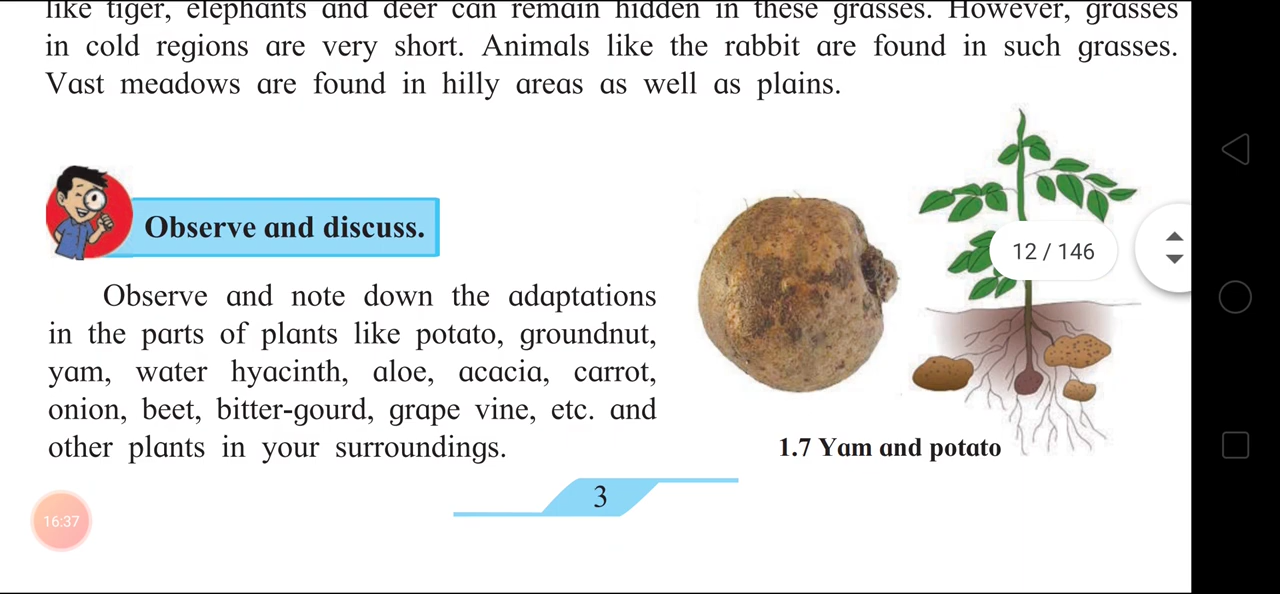 like tiger, elephants and deer can remain hidden in these grasses. However, grasses
in cold regions are very short. Animals like the rabbit are found in such grasses.
Vast meadows are found in hilly areas as well as plains.
Observe and discuss.
Observe and note down the adaptations
in the parts of plants like potato, groundnut,
yam, water hyacinth, aloe, acacia, carrot,
onion, beet, bitter-gourd, grape vine, etc. and
other plants in your surroundings.
12 / 146
1.7 Yam and potato
3
16:37